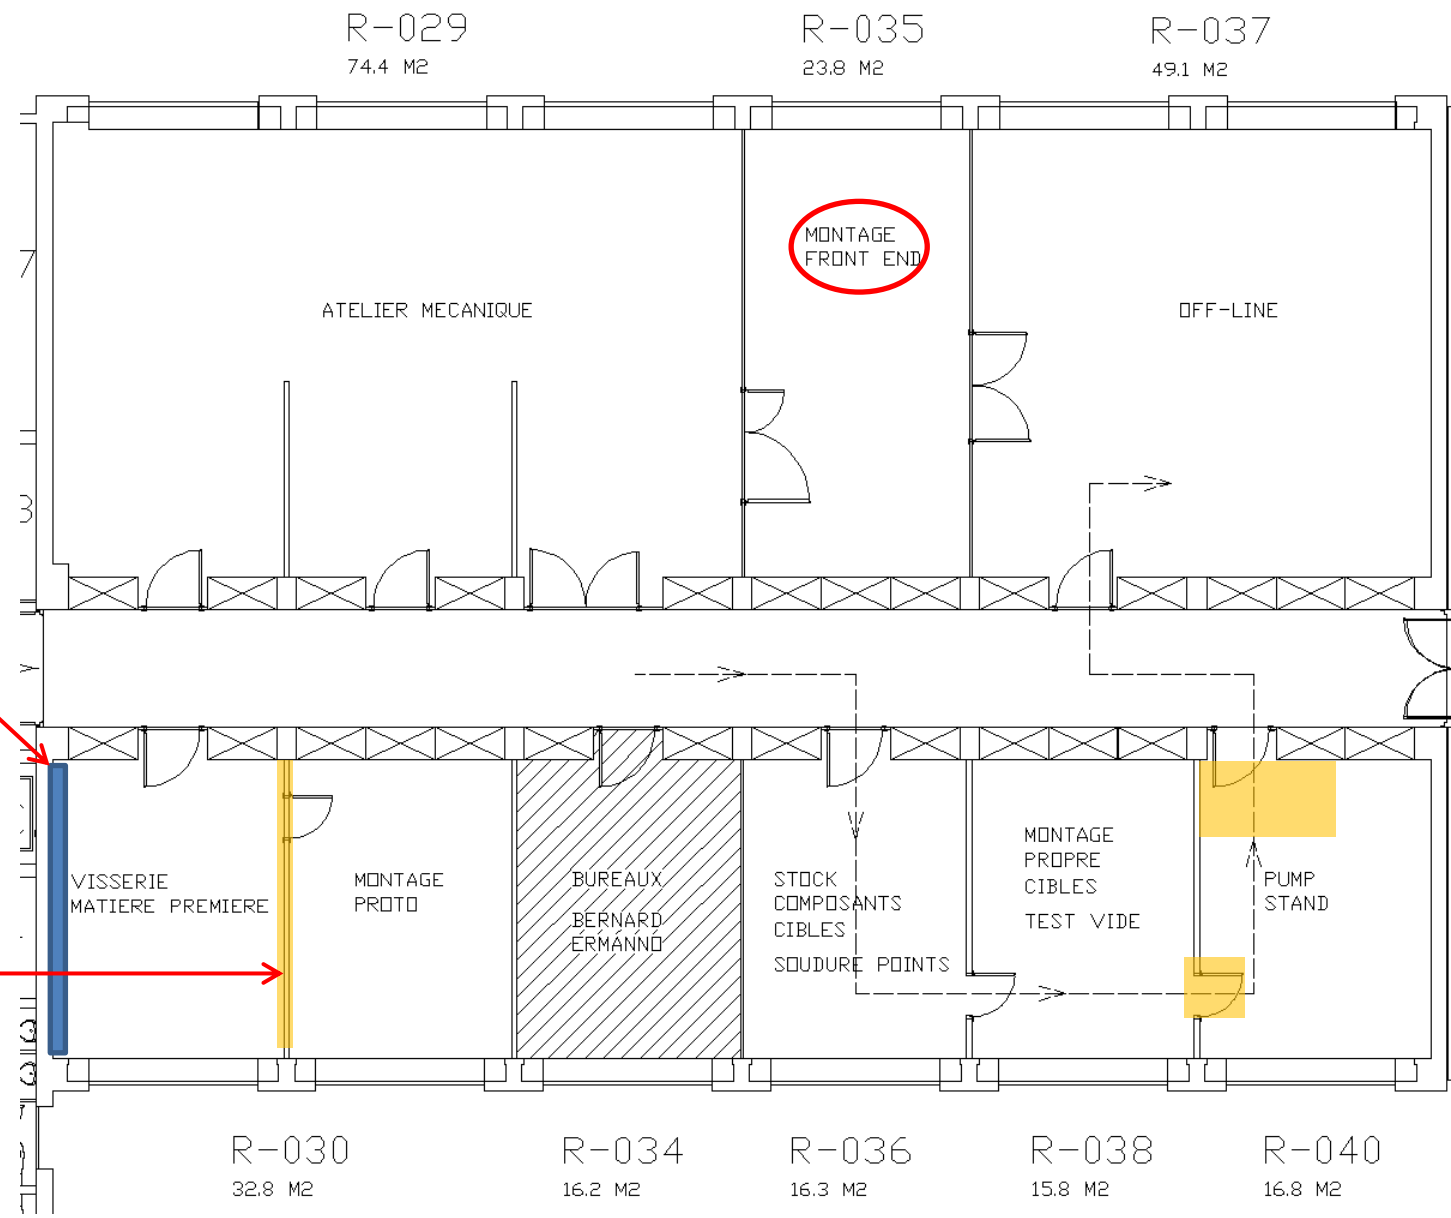 R-029
74.4 M2
R-035
23.8 M2
R-037
49.1 M2
MONTAGE
FRONT END
ATELIER MECANIQUE
OFF-LINE
7
3
VISSERIE
MATIERE PREMIERE
MONTAGE
PROTO
BUREAUX
BERNARD
ERMANNO
STOCK
COMPOSANTS
CIBLES
SOUDURE POINTS
MONTAGE
PROPRE
CIBLES
TEST VIDE
PUMP
STAND
R-030
32.8 M2
R-034
16.2 M2
R-036
16.3 M2
R-038
15.8 M2
R-040
16.8 M2